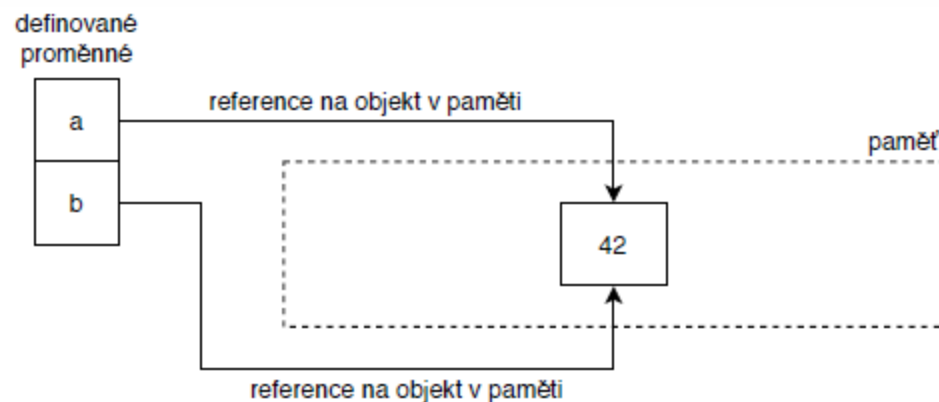 definované
proměnné
a
reference na objekt v paměti
paměť
b
42
reference na objekt v paměti